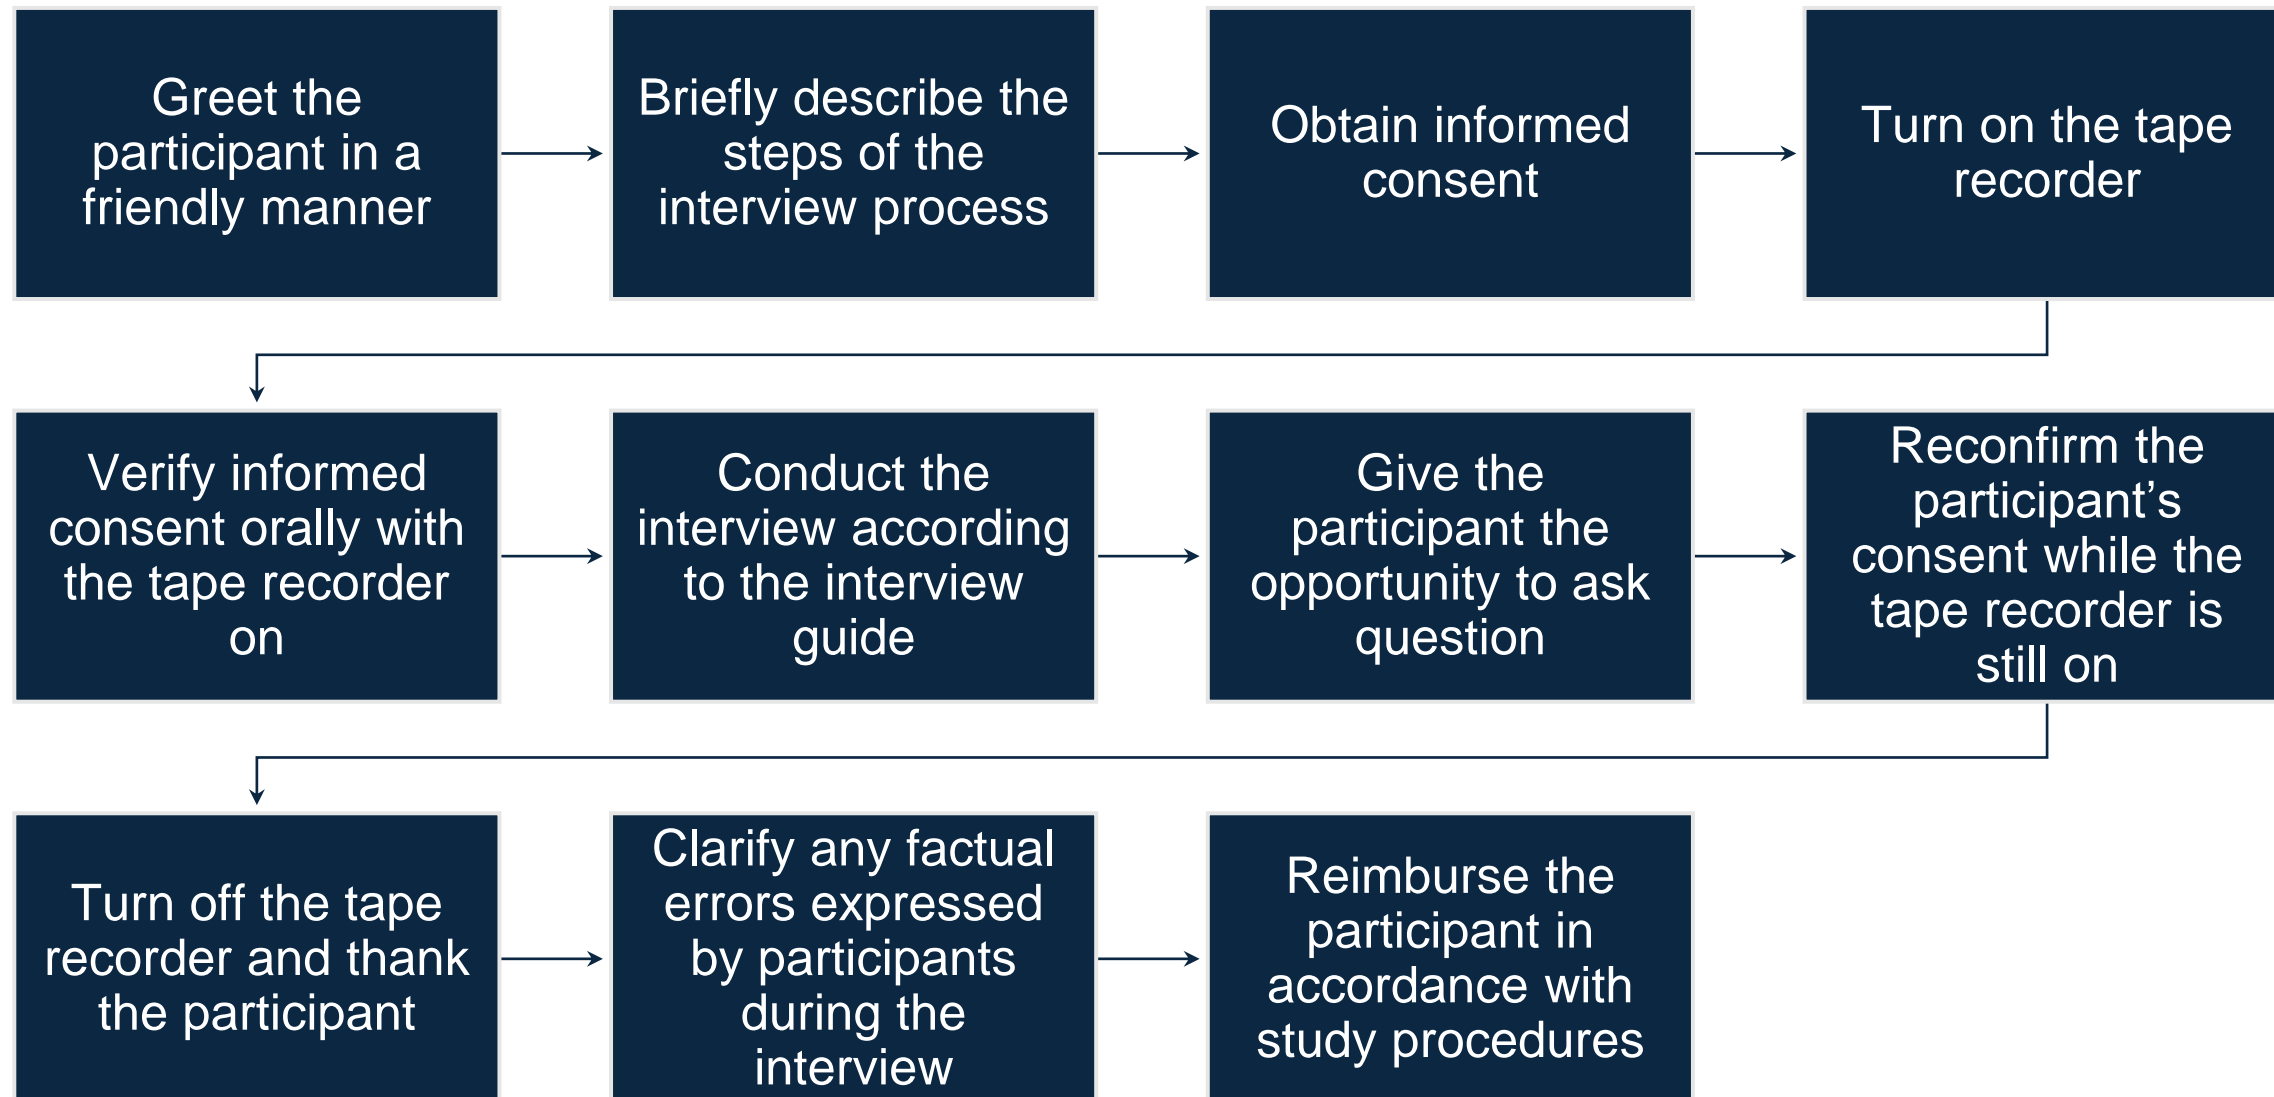 Greet the
participant in a
friendly manner
Briefly describe the
steps of the
interview process
Obtain informed
consent
Turn on the tape
recorder
Verify informed
consent orally with
the tape recorder
on
Conduct the
interview according
to the interview
guide
Give the
participant the
opportunity to ask
question
Reconfirm the
participant’s
consent while the
tape recorder is
still on
Turn off the tape
recorder and thank
the participant
Clarify any factual
errors expressed
by participants
during the
interview
Reimburse the
participant in
accordance with
study procedures